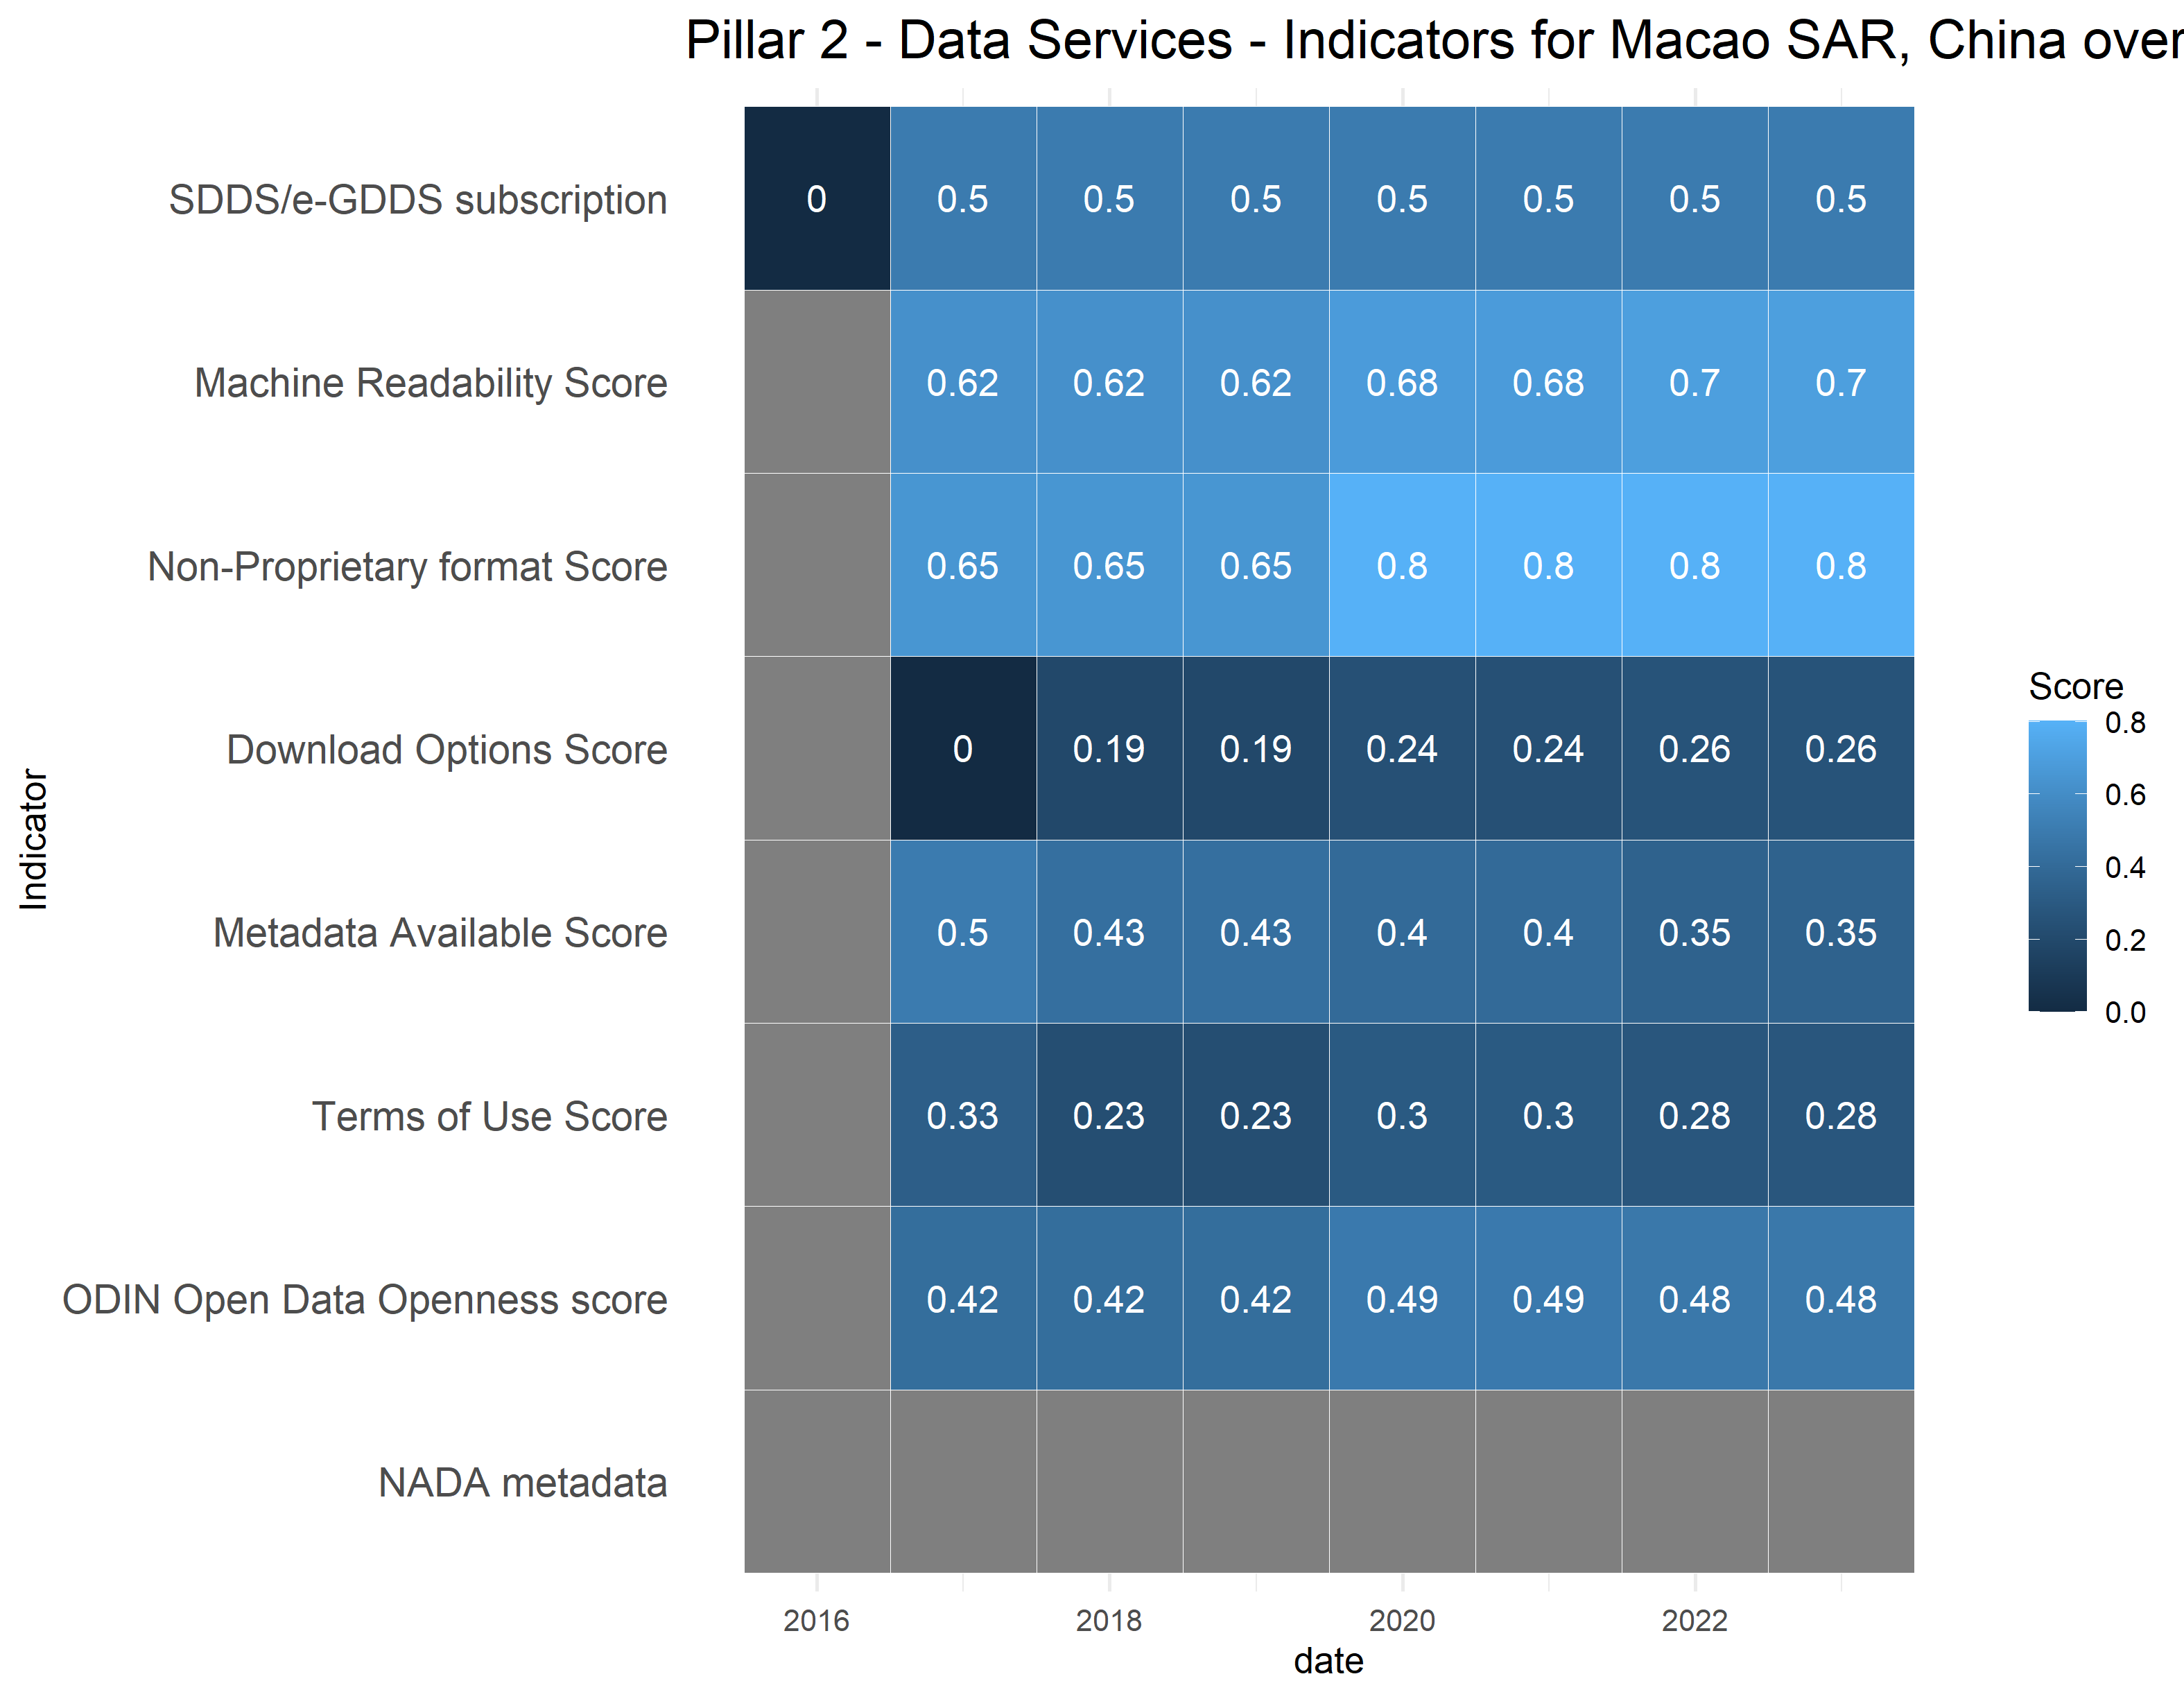 Pillar 2 - Data Services - Indicators for Macao SAR, China over
SDDS/e-GDDS subscription 0 0.5 0.5 0.5 0.5 0.5 0.5 0.5
Machine Readability Score 0.62 0.62 0.62 0.68 0.68 0.7 0.7
Non-Proprietary format Score 0.65 0.65 0.65 0.8 0.8 0.8 0.8
Download Options Score 0 0.19 0.19 0.24 0.24 0.26 0.26
Metadata Available Score 0.5 0.43 0.43 0.4 0.4 0.35 0.35
Terms of Use Score 0.33 0.23 0.23 0.3 0.3 0.28 0.28
ODIN Open Data Openness score 0.42 0.42 0.42 0.49 0.49 0.48 0.48
NADA metadata
Indicator
2016 2018 2020 2022
date
Score
0.8
0.6
0.4
0.2
0.0